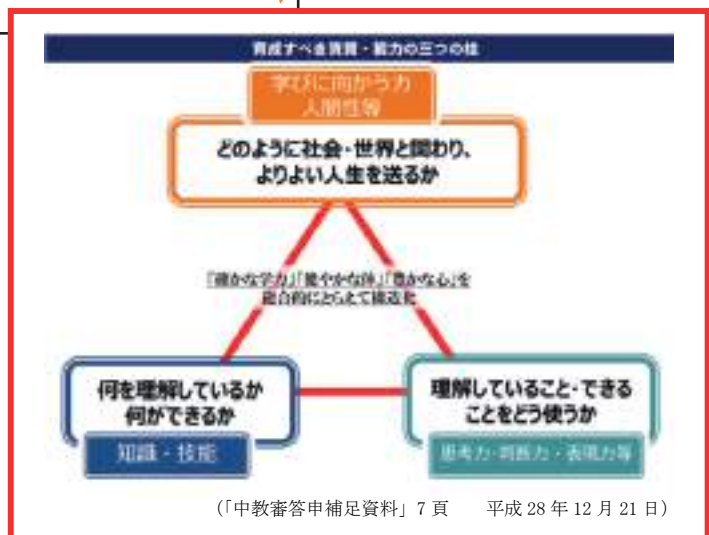 育成すべき資質・能力の三つの柱
学びに向かう力
人間性等
どのように社会・世界と関わり、
よりよい人生を送るか
「確かな学力」「健やかな体」「豊かな心」を
総合的にとらえて構造化
何を理解しているか
何ができるか
知識・技能
理解していること・できる
ことをどう使うか
思考力・判断力・表現力等
（「中教審答申補足資料」7 頁　　平成 28 年 12 月 21 日）